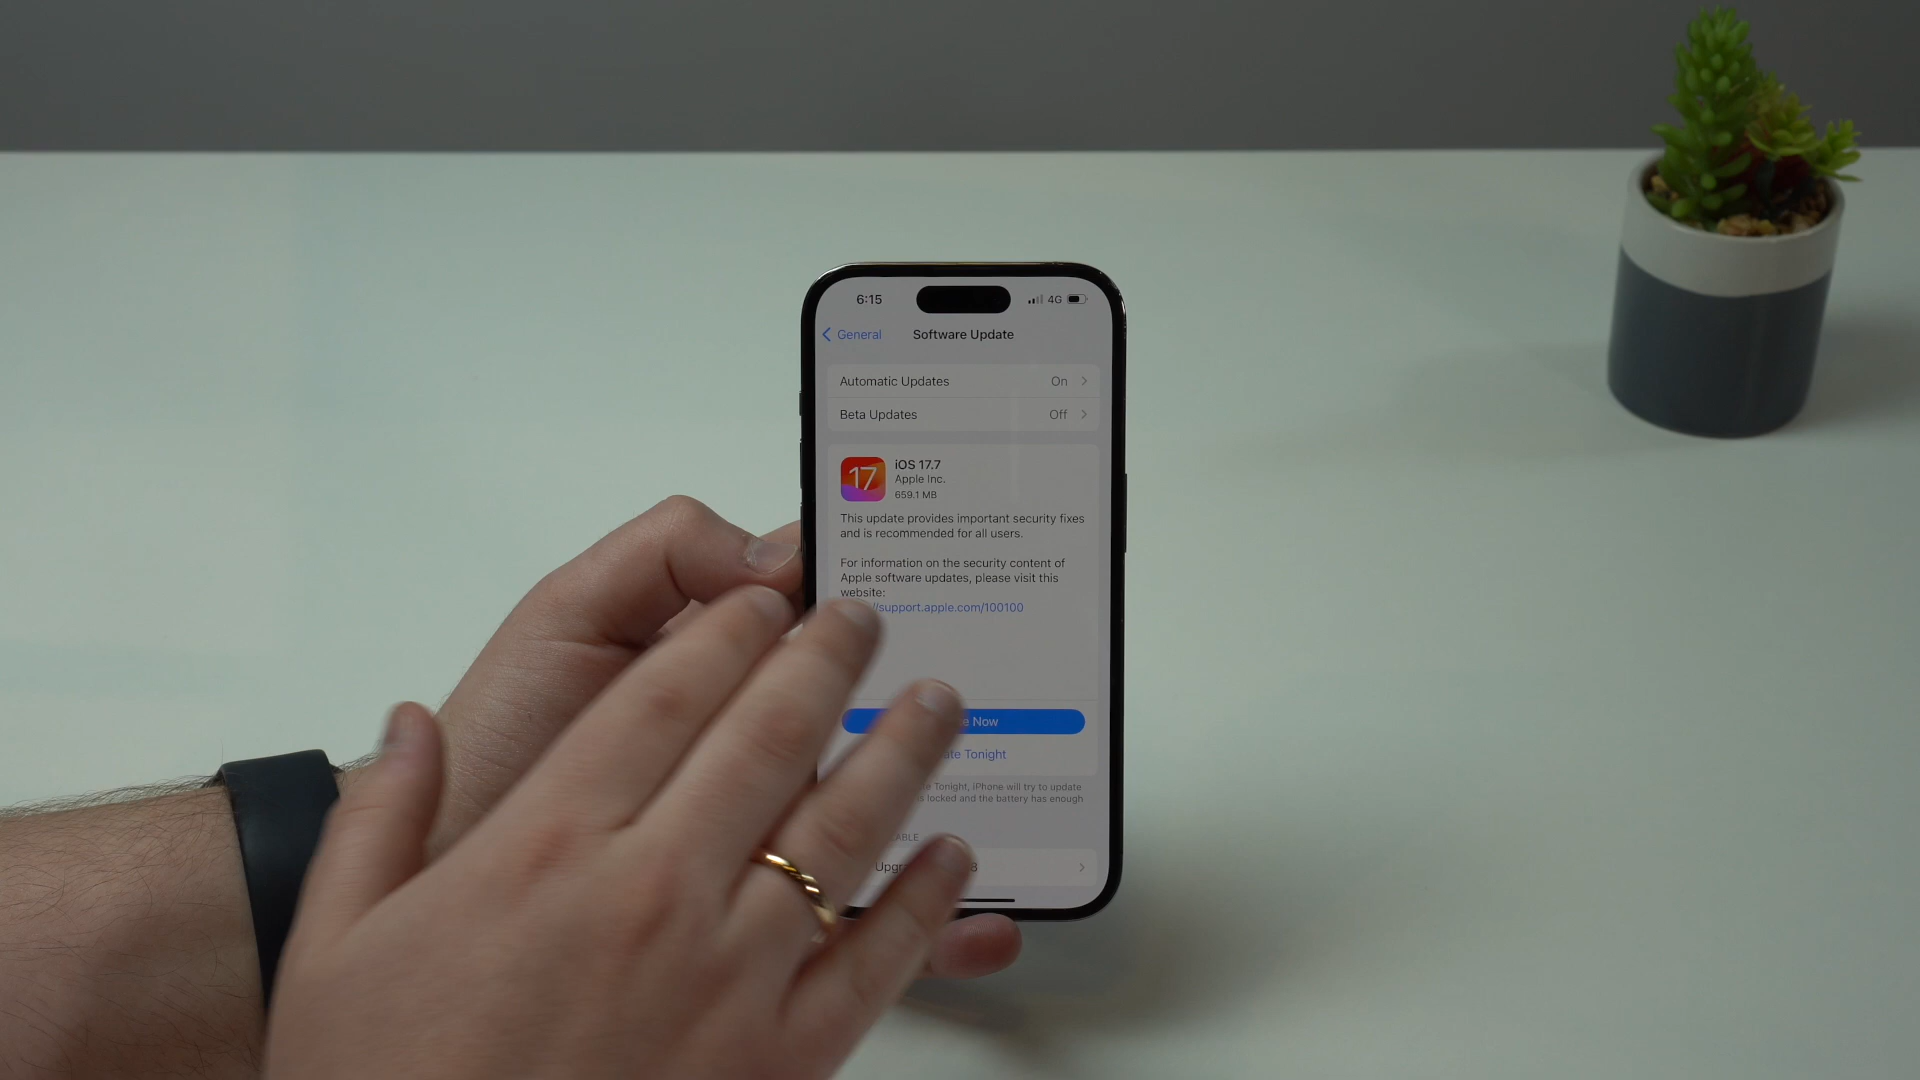 6:15
4G
General
Software Update
Automatic Updates
On
Beta Updates
Off
17
iOS 17.7
Apple Inc.
659.1 MB
This update provides important security fixes
and is recommended for all users.
For information on the security content of
Apple software updates, please visit this
website:
//support.apple.com/100100
Now
Tonight
Tonight, iPhone will try to update
locked and the battery has enough